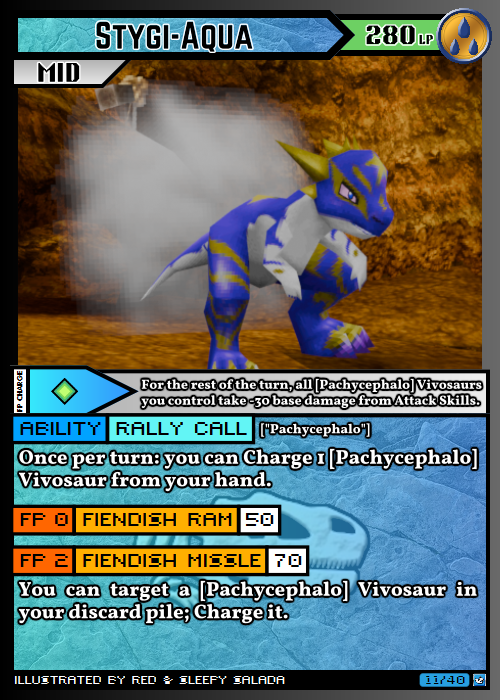 Stygi-Aqua
280 LP
MID
FP CHARGE
For the rest of the turn, all [Pachycephalo] Vivosaurs
you control take -30 base damage from Attack Skills.
ABILITY RALLY CALL ["Pachycephalo"]
Once per turn: you can Charge 1 [Pachycephalo]
Vivosaur from your hand.
FP 0 FIENDISH RAM 50
FP 2 FIENDISH MISSLE 70
You can target a [Pachycephalo] Vivosaur in
your discard pile; Charge it.
ILLUSTRATED BY RED & SLEEPY SALADA
11/40